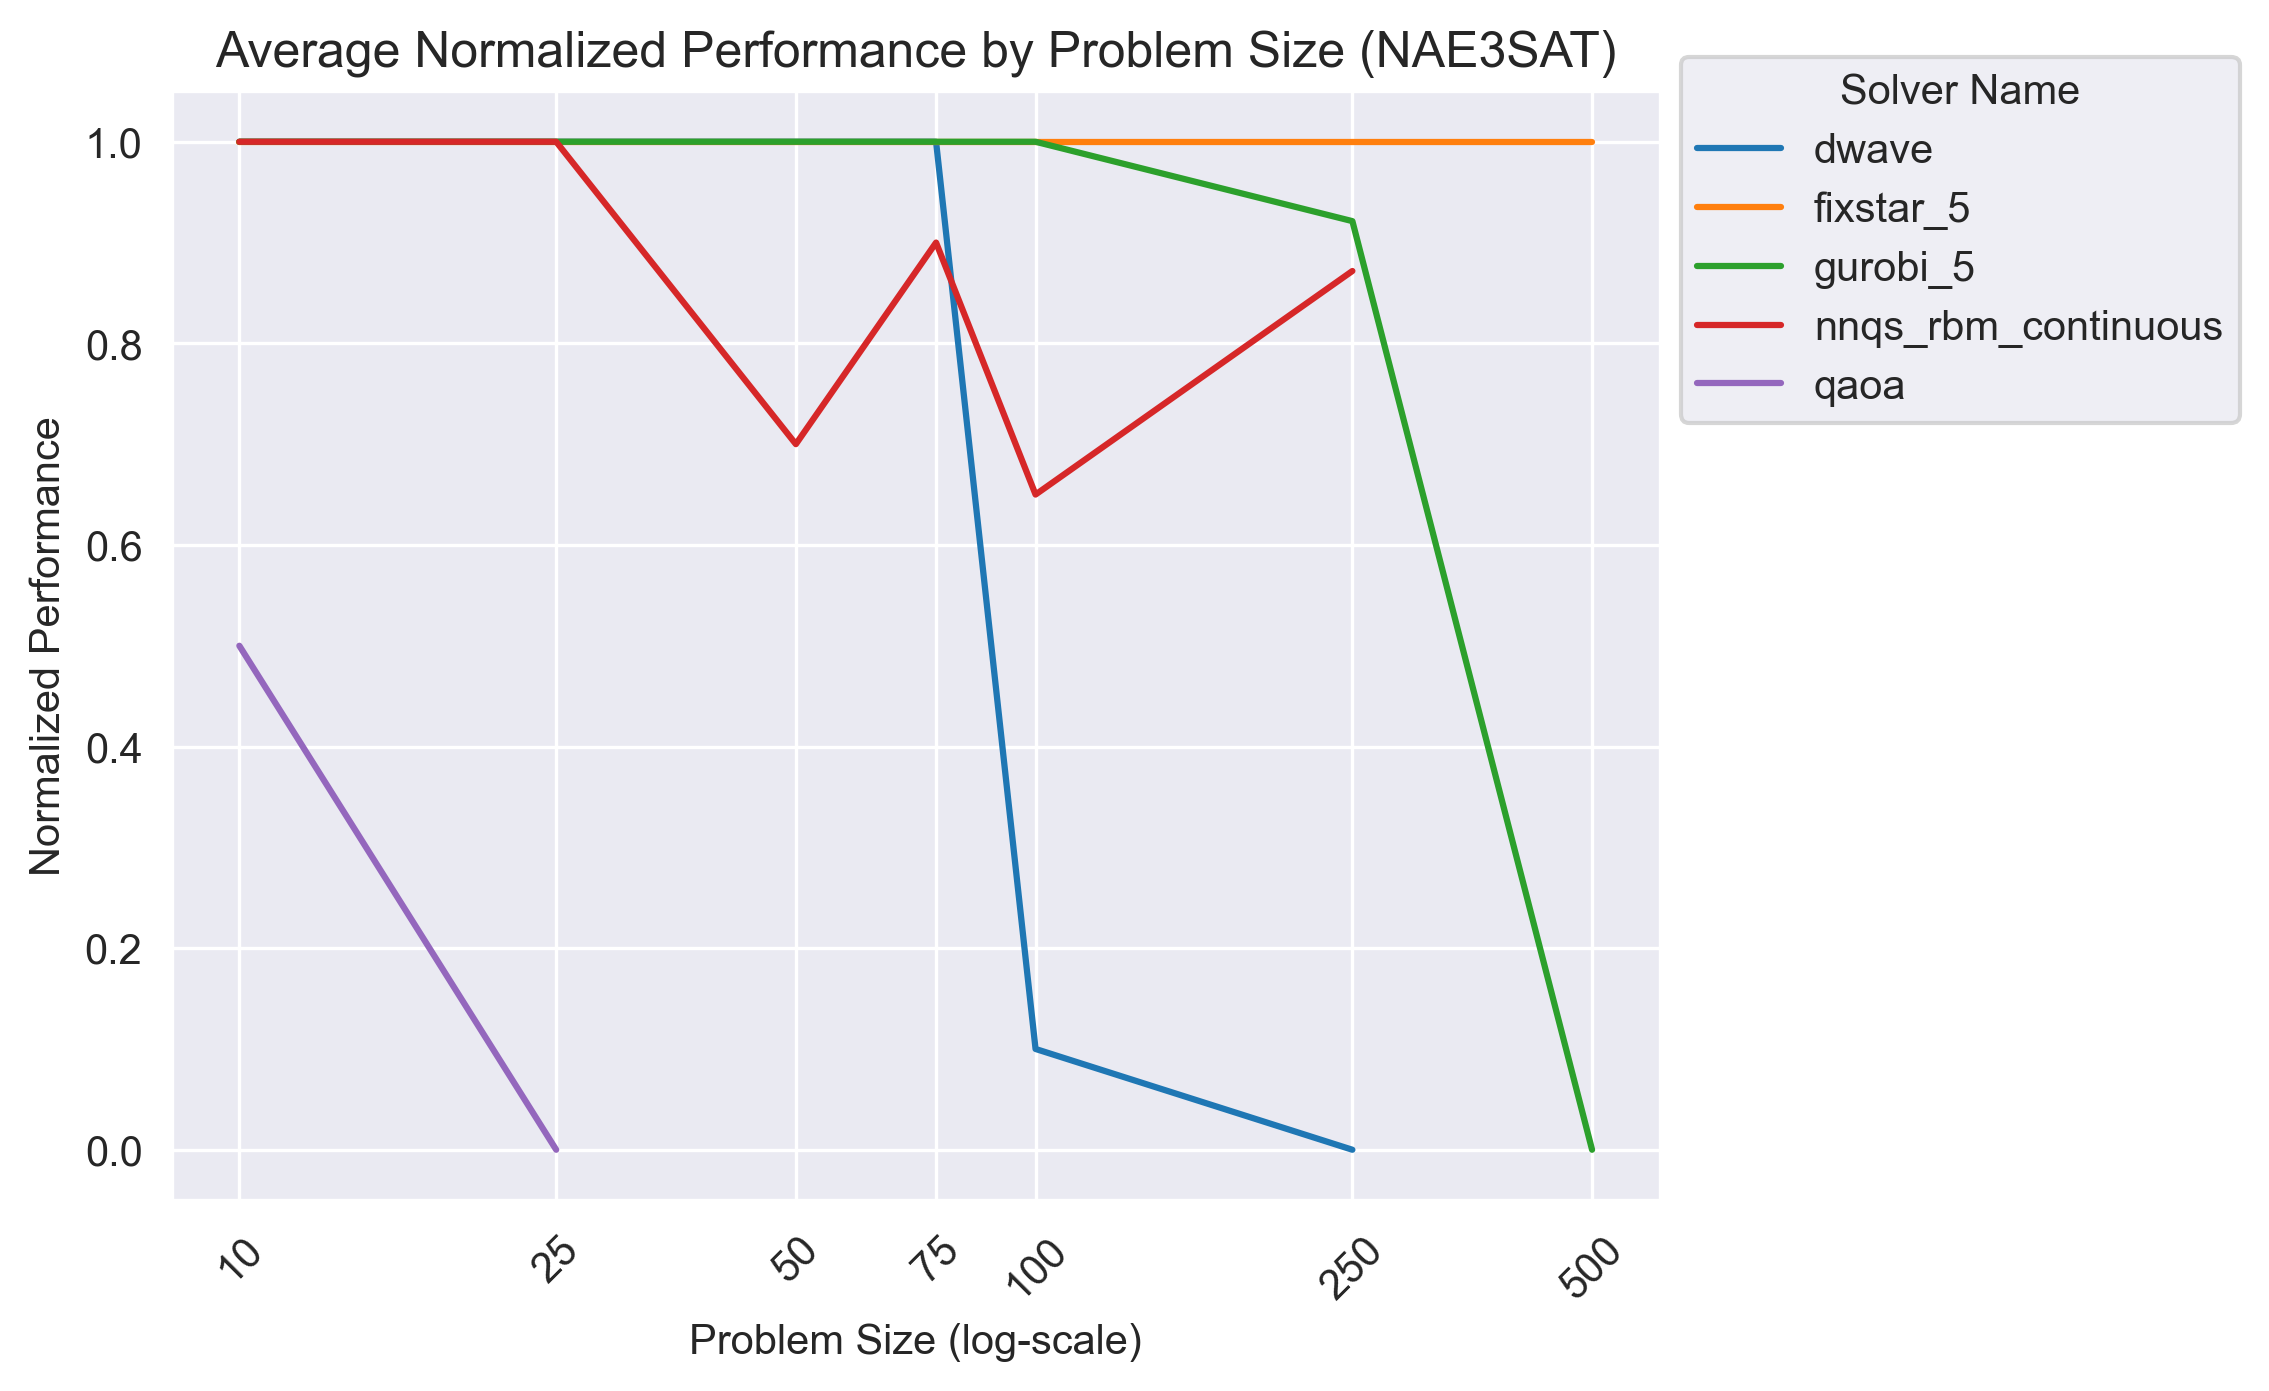 Average Normalized Performance by Problem Size (NAE3SAT)
Solver Name
dwave
fixstar_5
gurobi_5
nnqs_rbm_continuous
qaoa
Normalized Performance
1.0
0.8
0.6
0.4
0.2
0.0
10 25 50 75 100 250 500
Problem Size (log-scale)